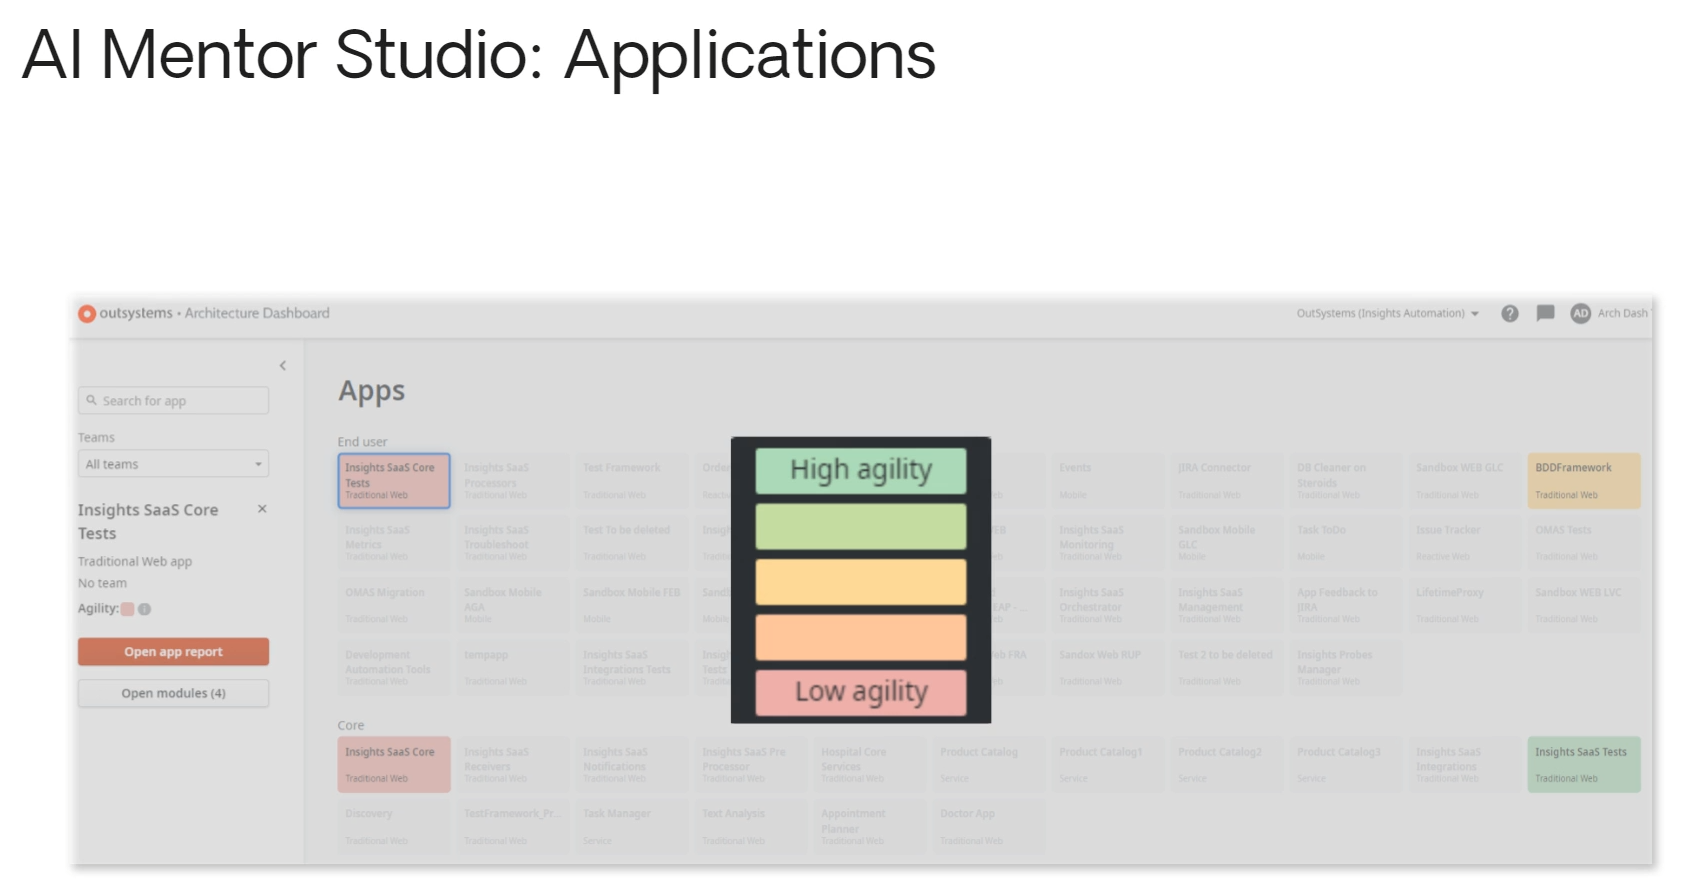 AI Mentor Studio: Applications
outsystems • Architecture Dashboard
OutSystems (Insights Automation)
?
AD
Arch Dash
Search for app
Teams
All teams
Insights SaaS Core
Tests
Traditional Web app
No team
Agility:
Open app report
Open modules (4)
Apps
End user
Insights SaaS Core
Tests
Traditional Web
Insights SaaS
Processors
Traditional Web
Test Framework
Traditional Web
Events
Mobile
JIRA Connector
Traditional Web
DB Cleaner on
Steroids
Traditional Web
Sandbox WEB GLC
Traditional Web
BDDFramework
Traditional Web
Insights SaaS
Metrics
Traditional Web
Insights SaaS
Troubleshoot
Traditional Web
Test To be deleted
Traditional Web
Insights SaaS
Monitoring
Traditional Web
Sandbox Mobile
GLC
Mobile
Task ToDo
Mobile
Issue Tracker
Reactive Web
OMAS Tests
Traditional Web
OMAS Migration
Traditional Web
Sandbox Mobile
AGA
Mobile
Sandbox Mobile FEB
Mobile
EAP - ...
Insights SaaS
Orchestrator
Traditional Web
Insights SaaS
Management
Traditional Web
App Feedback to
JIRA
Traditional Web
LifetimeProxy
Traditional Web
Sandbox WEB LVC
Traditional Web
Development
Automation Tools
Traditional Web
tempapp
Traditional Web
Insights SaaS
Integrations Tests
Traditional Web
Tests
FRA
Sandox Web RUP
Traditional Web
Test 2 to be deleted
Traditional Web
Insights Probes
Manager
Traditional Web
High agility
Low agility
Core
Insights SaaS Core
Traditional Web
Insights SaaS
Receivers
Traditional Web
Insights SaaS
Notifications
Traditional Web
Insights SaaS Pre
Processor
Traditional Web
Hospital Core
Services
Traditional Web
Product Catalog
Service
Product Catalog1
Service
Product Catalog2
Service
Product Catalog3
Service
Insights SaaS
Integrations
Traditional Web
Insights SaaS Tests
Traditional Web
Discovery
Traditional Web
TestFramework_Pr...
Traditional Web
Task Manager
Service
Text Analysis
Traditional Web
Appointment
Planner
Traditional Web
Doctor App
Traditional Web